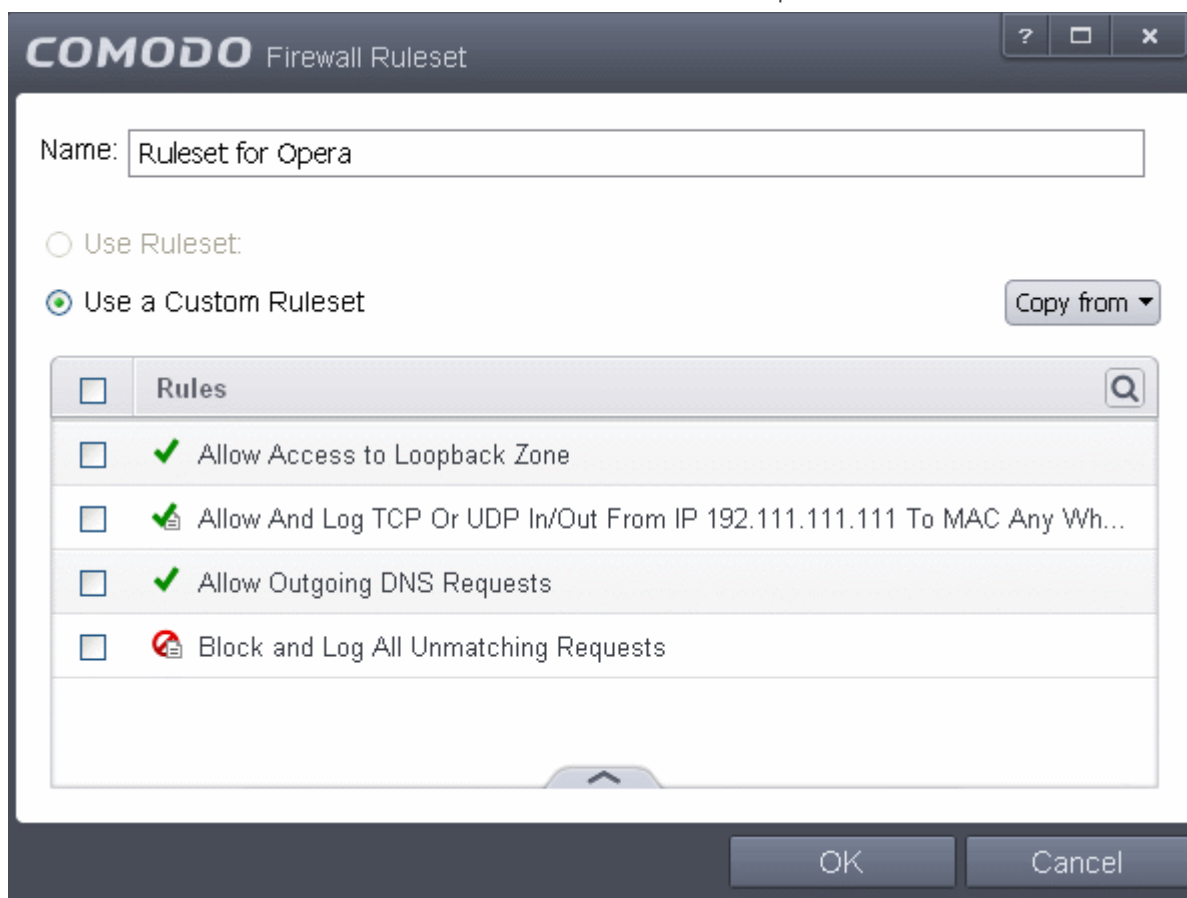 COMODO Firewall Ruleset
? x
Name: Ruleset for Opera
Use Ruleset:
Use a Custom Ruleset
Copy from
Rules
Allow Access to Loopback Zone
Allow And Log TCP Or UDP In/Out From IP 192.111.111.111 To MAC Any Wh...
Allow Outgoing DNS Requests
Block and Log All Unmatching Requests
OK Cancel